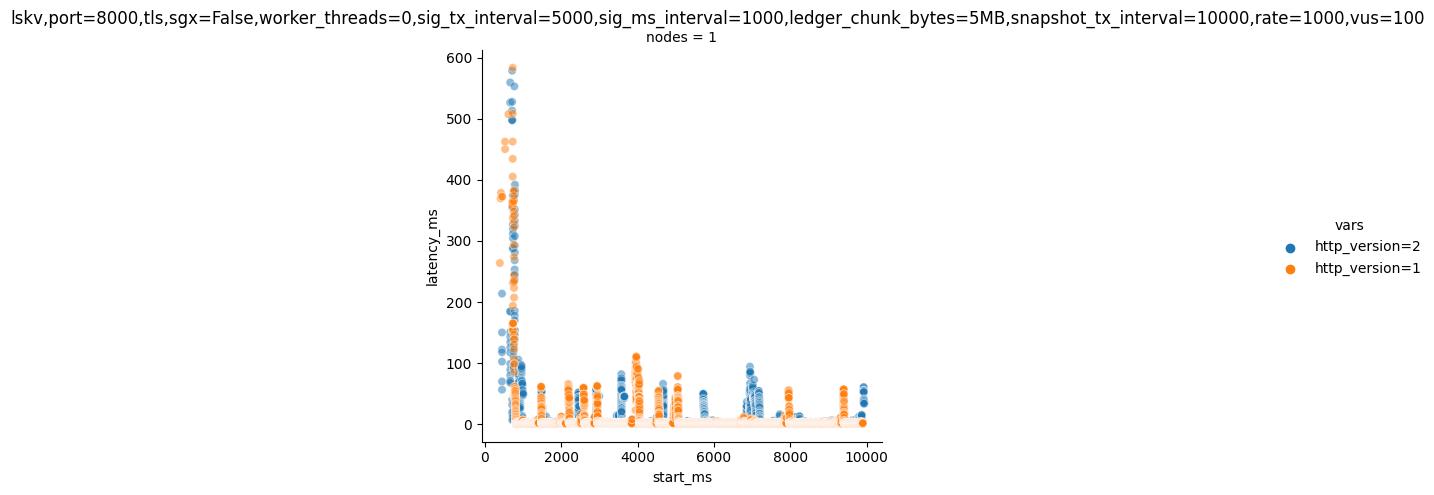 lskv,port=8000,tls,sgx=False,worker_threads=0,sig_tx_interval=5000,sig_ms_interval=1000,ledger_chunk_bytes=5MB,snapshot_tx_interval=10000,rate=1000,vus=100
nodes = 1
600
500
400
300
200
100
0
latency_ms
0 2000 4000 6000 8000 10000
start_ms
vars
http_version=2
http_version=1